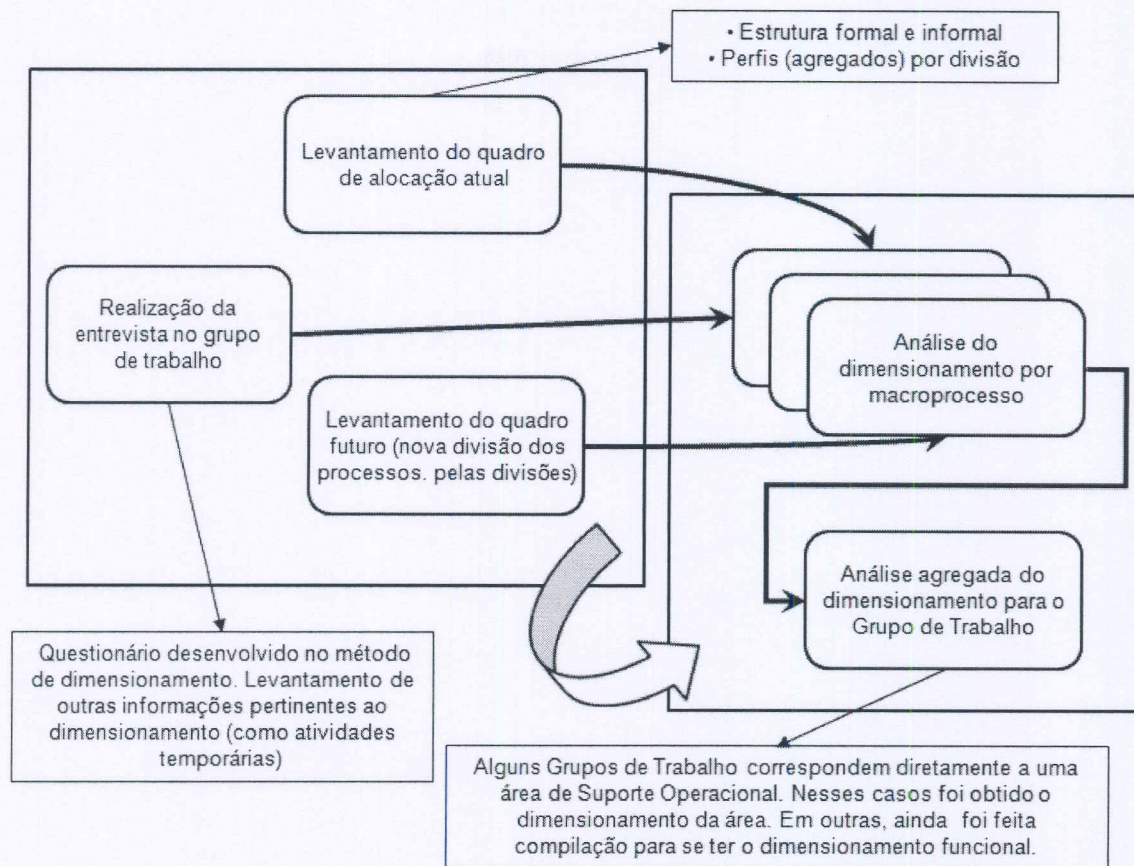 • Estrutura formal e informal
• Perfis (agregados) por divisão
Levantamento do quadro
de alocação atual
Realização da
entrevista no grupo
de trabalho
Levantamento do quadro
futuro (nova divisão dos
processos. pelas divisões)
Análise do
dimensionamento por
macroprocesso
Análise agregada do
dimensionamento para o
Grupo de Trabalho
Questionário desenvolvido no método
de dimensionamento. Levantamento de
outras informações pertinentes ao
dimensionamento (como atividades
temporárias)
Alguns Grupos de Trabalho correspondem diretamente a uma
área de Suporte Operacional. Nesses casos foi obtido o
dimensionamento da área. Em outras, ainda foi feita
compilação para se ter o dimensionamento funcional.